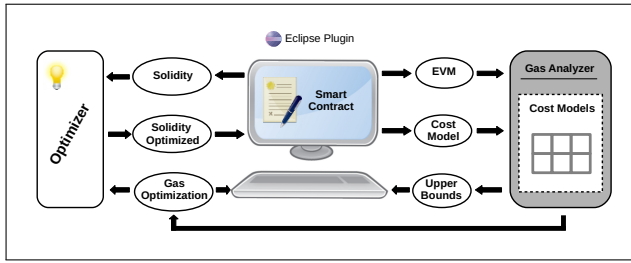 Eclipse Plugin
Optimizer
Solidity
Smart
Contract
EVM
Gas Analyzer
Cost Models
Solidity
Optimized
Cost
Model
Gas
Optimization
Upper
Bounds